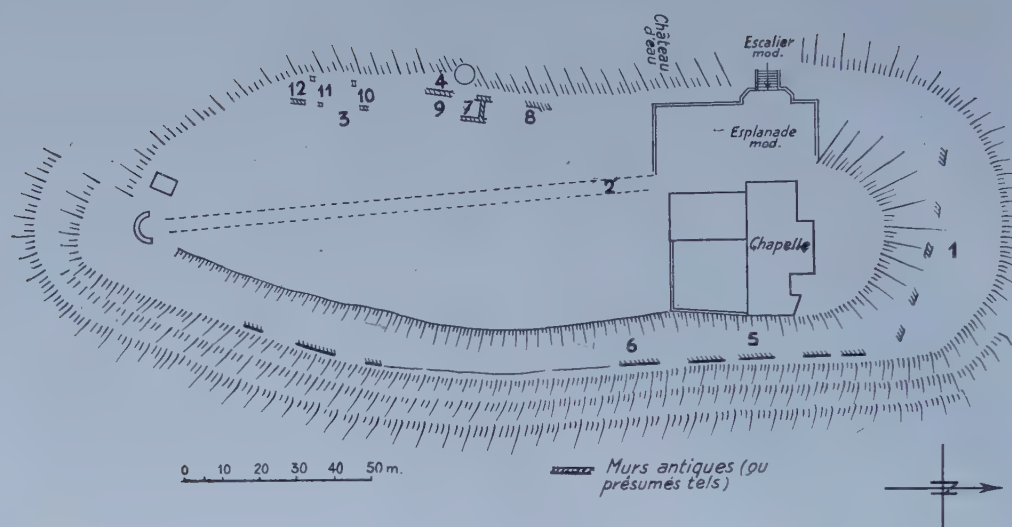 Château
d'eau
Escalier
mod.
Esplanade
mod.
Chapelle
1
2
3
4
5
6
7
8
9
10
11
12
0 10 20 30 40 50 m.
Murs antiques (ou
présumés tels)
N